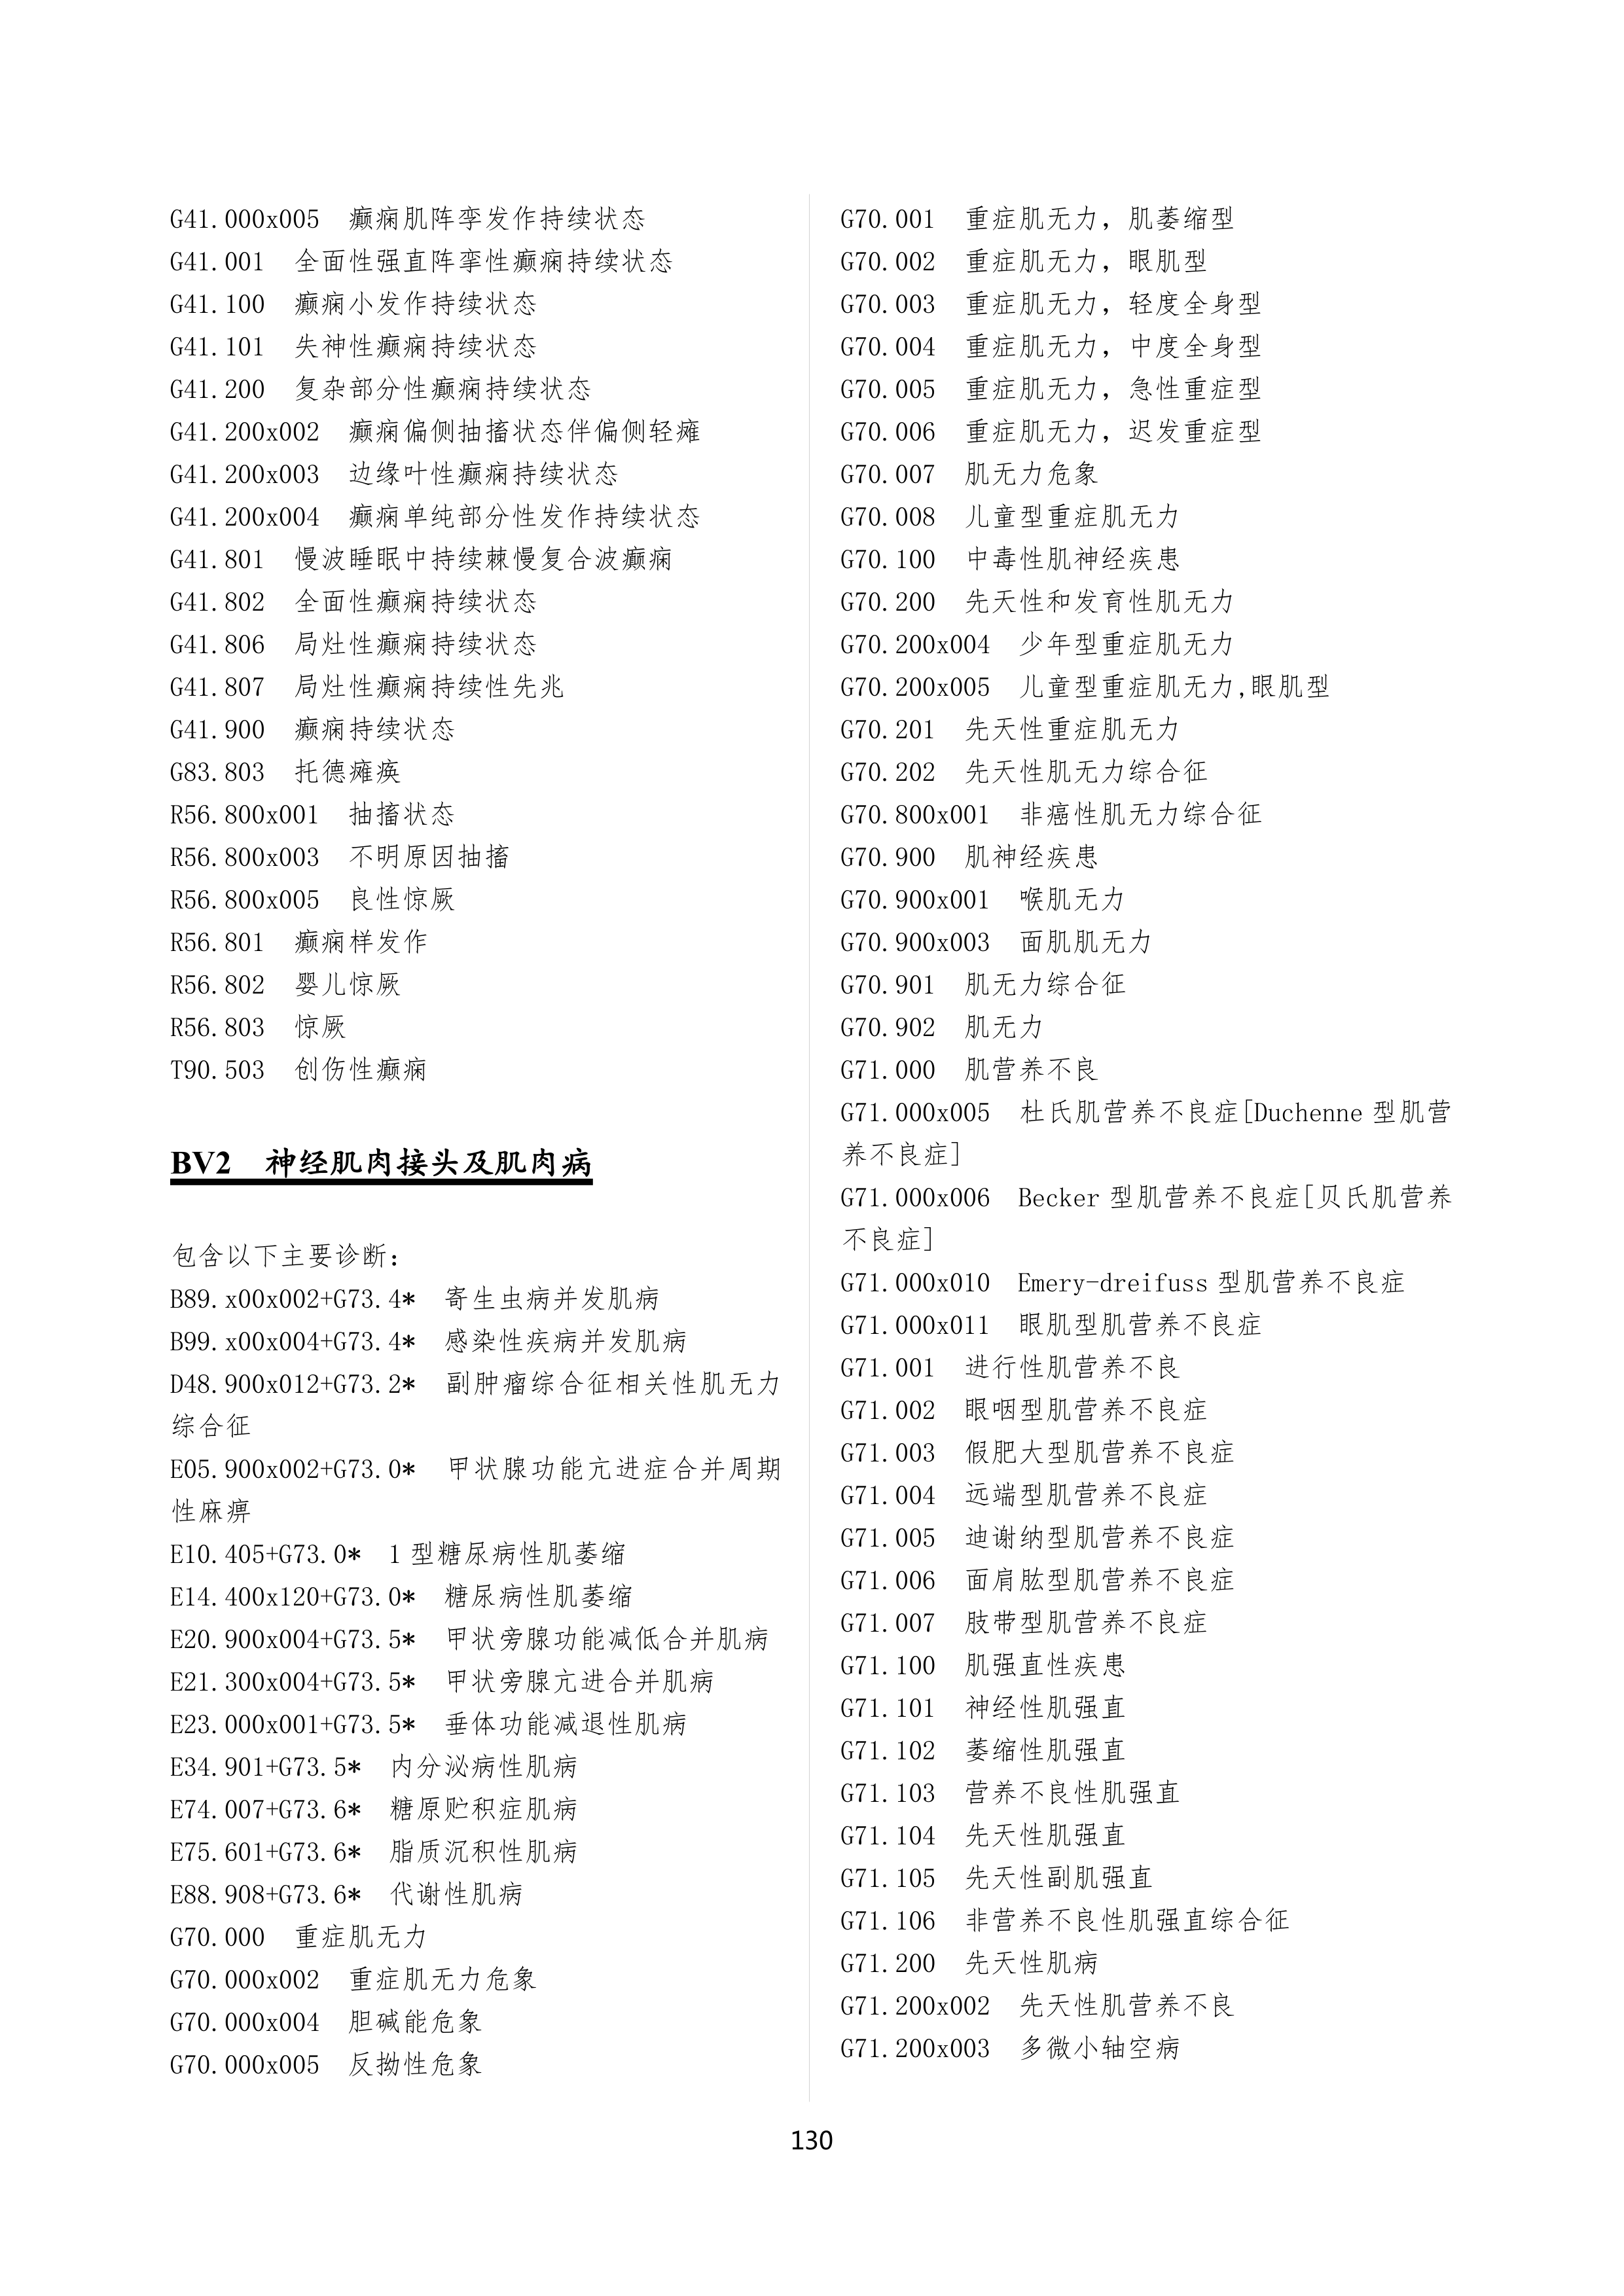 G41.000x005　癫痫肌阵挛发作持续状态
G41.001　全面性强直阵挛性癫痫持续状态
G41.100　癫痫小发作持续状态
G41.101　失神性癫痫持续状态
G41.200　复杂部分性癫痫持续状态
G41.200x002　癫痫偏侧抽搐状态伴偏侧轻瘫
G41.200x003　边缘叶性癫痫持续状态
G41.200x004　癫痫单纯部分性发作持续状态
G41.801　慢波睡眠中持续棘慢复合波癫痫
G41.802　全面性癫痫持续状态
G41.806　局灶性癫痫持续状态
G41.807　局灶性癫痫持续性先兆
G41.900　癫痫持续状态
G83.803　托德瘫痪
R56.800x001　抽搐状态
R56.800x003　不明原因抽搐
R56.800x005　良性惊厥
R56.801　癫痫样发作
R56.802　婴儿惊厥
R56.803　惊厥
T90.503　创伤性癫痫
BV2　神经肌肉接头及肌肉病
包含以下主要诊断：
B89.x00x002+G73.4*　寄生虫病并发肌病
B99.x00x004+G73.4*　感染性疾病并发肌病
D48.900x012+G73.2*　副肿瘤综合征相关性肌无力
综合征
E05.900x002+G73.0*　甲状腺功能亢进症合并周期
性麻痹
E10.405+G73.0*　1 型糖尿病性肌萎缩
E14.400x120+G73.0*　糖尿病性肌萎缩
E20.900x004+G73.5*　甲状旁腺功能减低合并肌病
E21.300x004+G73.5*　甲状旁腺亢进合并肌病
E23.000x001+G73.5*　垂体功能减退性肌病
E34.901+G73.5*　内分泌病性肌病
E74.007+G73.6*　糖原贮积症肌病
E75.601+G73.6*　脂质沉积性肌病
E88.908+G73.6*　代谢性肌病
G70.000　重症肌无力
G70.000x002　重症肌无力危象
G70.000x004　胆碱能危象
G70.000x005　反拗性危象
G70.001　重症肌无力，肌萎缩型
G70.002　重症肌无力，眼肌型
G70.003　重症肌无力，轻度全身型
G70.004　重症肌无力，中度全身型
G70.005　重症肌无力，急性重症型
G70.006　重症肌无力，迟发重症型
G70.007　肌无力危象
G70.008　儿童型重症肌无力
G70.100　中毒性肌神经疾患
G70.200　先天性和发育性肌无力
G70.200x004　少年型重症肌无力
G70.200x005　儿童型重症肌无力,眼肌型
G70.201　先天性重症肌无力
G70.202　先天性肌无力综合征
G70.800x001　非癌性肌无力综合征
G70.900　肌神经疾患
G70.900x001　喉肌无力
G70.900x003　面肌肌无力
G70.901　肌无力综合征
G70.902　肌无力
G71.000　肌营养不良
G71.000x005　杜氏肌营养不良症[Duchenne 型肌营
养不良症]
G71.000x006　Becker 型肌营养不良症[贝氏肌营养
不良症]
G71.000x010　Emery-dreifuss 型肌营养不良症
G71.000x011　眼肌型肌营养不良症
G71.001　进行性肌营养不良
G71.002　眼咽型肌营养不良症
G71.003　假肥大型肌营养不良症
G71.004　远端型肌营养不良症
G71.005　迪谢纳型肌营养不良症
G71.006　面肩肱型肌营养不良症
G71.007　肢带型肌营养不良症
G71.100　肌强直性疾患
G71.101　神经性肌强直
G71.102　萎缩性肌强直
G71.103　营养不良性肌强直
G71.104　先天性肌强直
G71.105　先天性副肌强直
G71.106　非营养不良性肌强直综合征
G71.200　先天性肌病
G71.200x002　先天性肌营养不良
G71.200x003　多微小轴空病
130